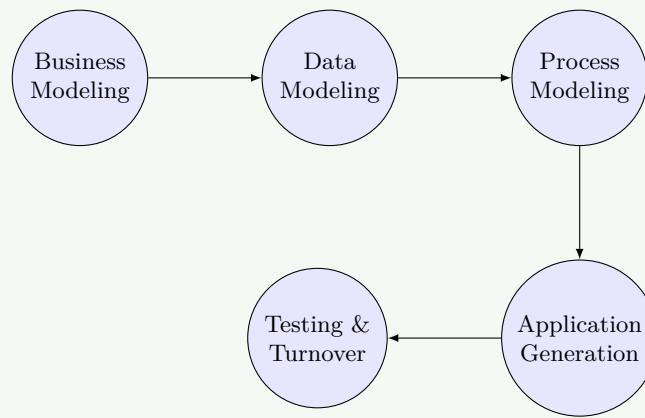 Business
Modeling
Data
Modeling
Process
Modeling
Application
Generation
Testing &
Turnover